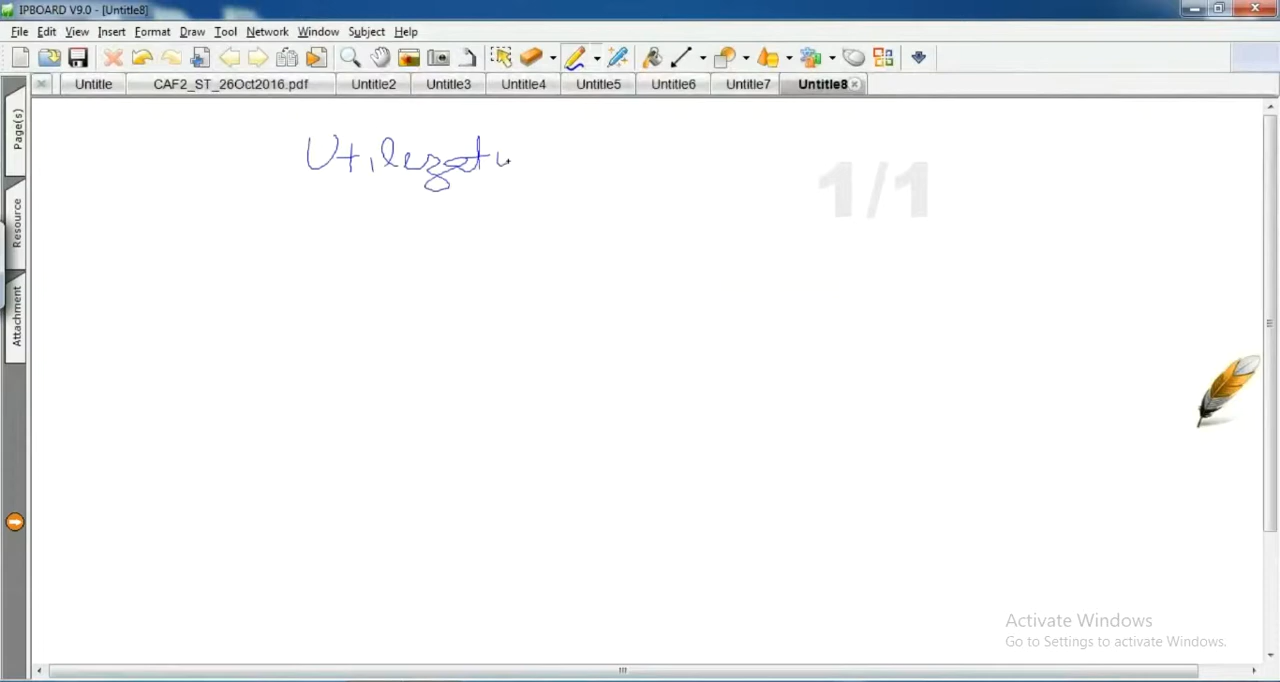 IPBOARD V9.0 - [Untitle8]
File Edit View Insert Format Draw Tool Network Window Subject Help
Untitle CAF2_ST_26Oct2016.pdf Untitle2 Untitle3 Untitle4 Untitle5 Untitle6 Untitle7 Untitle8
Page(s)
Resource
Attachment
Utilizati
1/1
Activate Windows
Go to Settings to activate Windows.